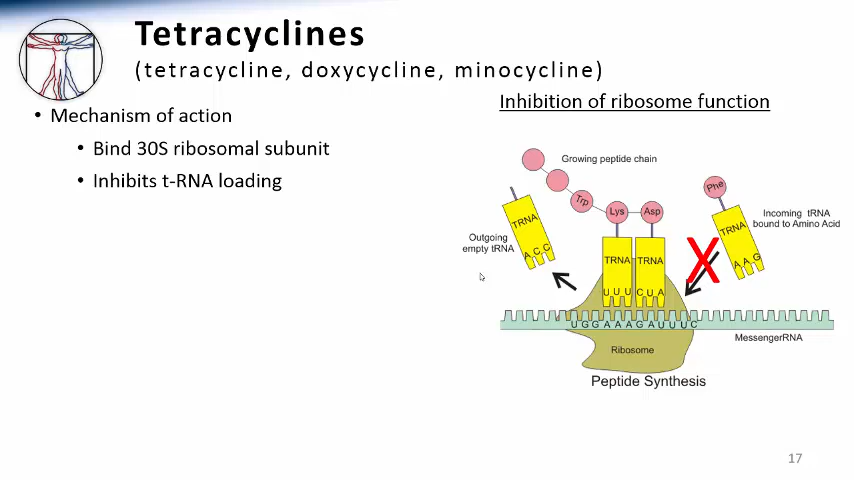 Tetracyclines
(tetracycline, doxycycline, minocycline)
• Mechanism of action
• Bind 30S ribosomal subunit
• Inhibits t-RNA loading
Inhibition of ribosome function
Growing peptide chain
Phe
Trp
Lys
Asp
Incoming tRNA
bound to Amino Acid
TRNA
A C C
Outgoing
empty tRNA
TRNA
TRNA
TRNA
A A G
X
U U U
C U A
U G G A A A G A U U U C
MessengerRNA
Ribosome
Peptide Synthesis
17